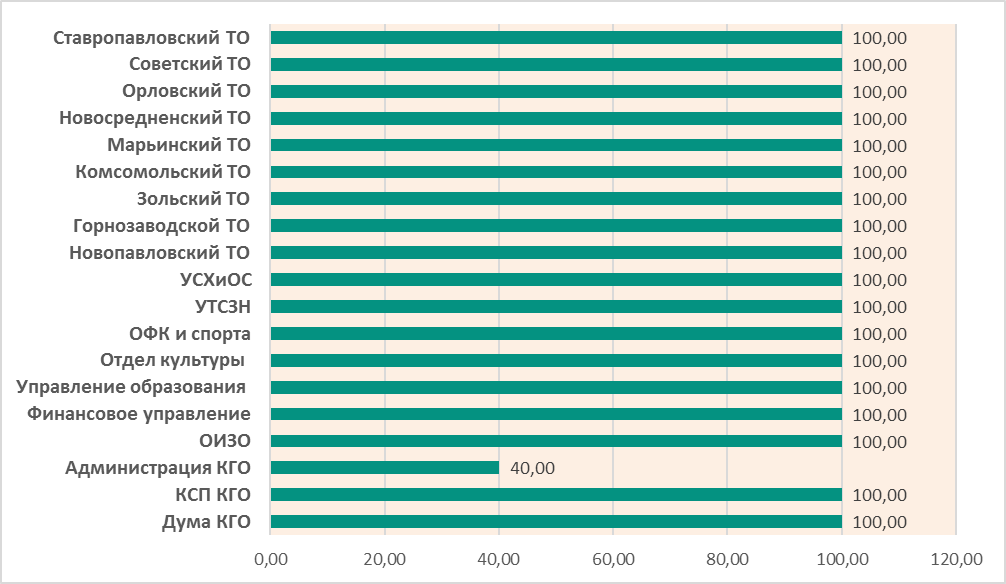 Ставропавловский ТО 100,00
Советский ТО 100,00
Орловский ТО 100,00
Новосредненский ТО 100,00
Марьинский ТО 100,00
Комсомольский ТО 100,00
Зольский ТО 100,00
Горнозаводской ТО 100,00
Новопавловский ТО 100,00
УСХиОС 100,00
УТСЗН 100,00
ОФК и спорта 100,00
Отдел культуры 100,00
Управление образования 100,00
Финансовое управление 100,00
ОИЗО 100,00
Администрация КГО 40,00
КСП КГО 100,00
Дума КГО 100,00
0,00 20,00 40,00 60,00 80,00 100,00 120,00